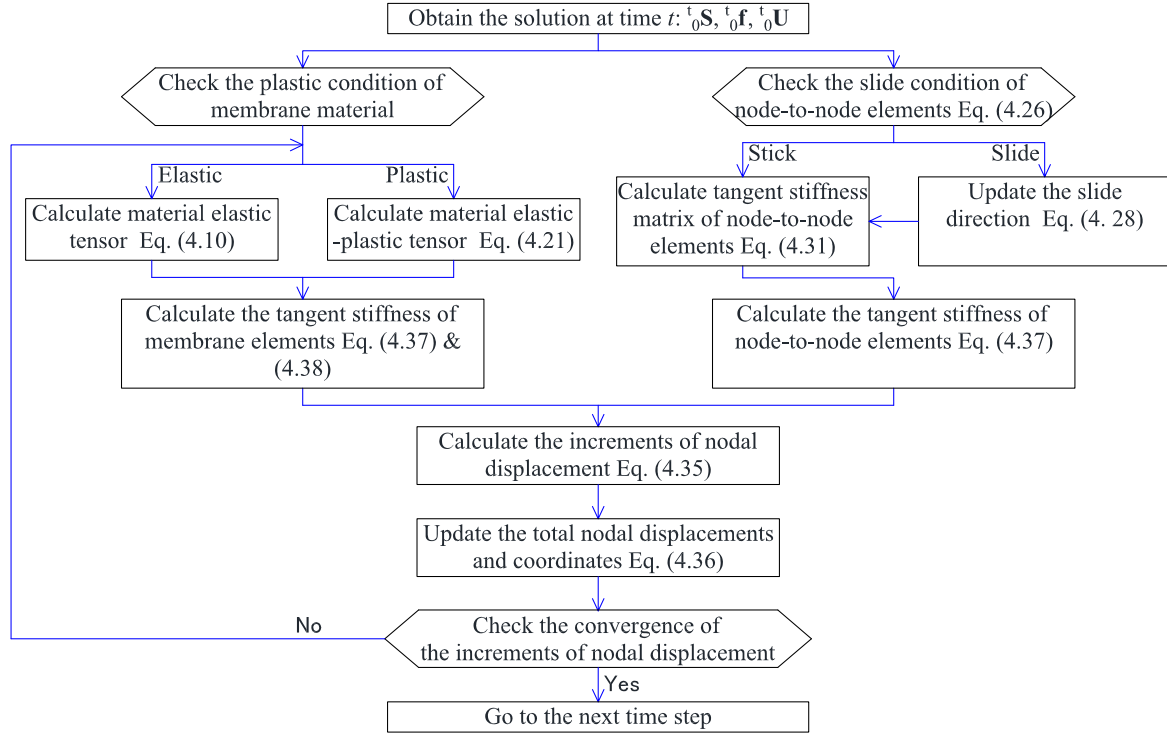 Obtain the solution at time t: ᵗ₀S, ᵗ₀f, ᵗ₀U
Check the plastic condition of
membrane material
Check the slide condition of
node-to-node elements Eq. (4.26)
Elastic
Plastic
Stick
Slide
Calculate material elastic
tensor Eq. (4.10)
Calculate material elastic
-plastic tensor Eq. (4.21)
Calculate tangent stiffness
matrix of node-to-node
elements Eq. (4.31)
Update the slide
direction Eq. (4. 28)
Calculate the tangent stiffness of
membrane elements Eq. (4.37) &
(4.38)
Calculate the tangent stiffness of
node-to-node elements Eq. (4.37)
Calculate the increments of nodal
displacement Eq. (4.35)
Update the total nodal displacements
and coordinates Eq. (4.36)
No
Check the convergence of
the increments of nodal displacement
Yes
Go to the next time step